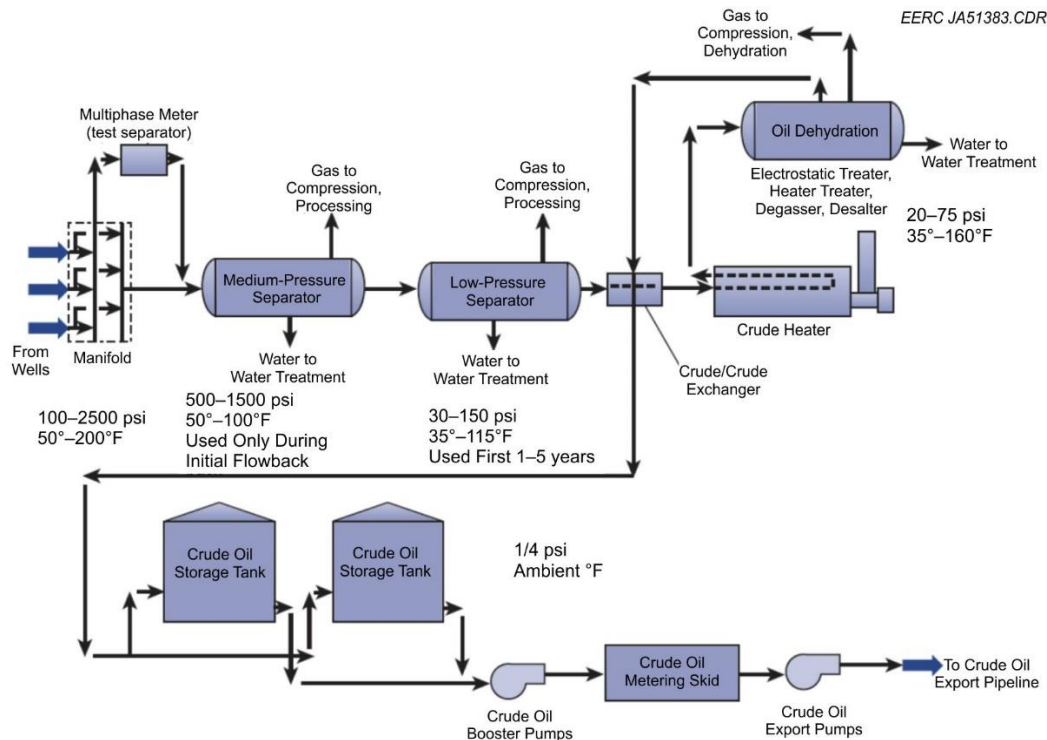 EERC JA51383.CDR
Gas to
Compression,
Dehydration
Multiphase Meter
(test separator)
Oil Dehydration
Water to
Water Treatment
Electrostatic Treater,
Heater Treater,
Degasser, Desalter
Gas to
Compression,
Processing
Gas to
Compression,
Processing
20–75 psi
35°–160°F
Medium-Pressure
Separator
Low-Pressure
Separator
Crude Heater
From
Wells
Manifold
Water to
Water Treatment
Water to
Water Treatment
Crude/Crude
Exchanger
100–2500 psi
50°–200°F
500–1500 psi
50°–100°F
Used Only During
Initial Flowback
30–150 psi
35°–115°F
Used First 1–5 years
Crude Oil
Storage Tank
Crude Oil
Storage Tank
1/4 psi
Ambient °F
Crude Oil
Metering Skid
To Crude Oil
Export Pipeline
Crude Oil
Booster Pumps
Crude Oil
Export Pumps